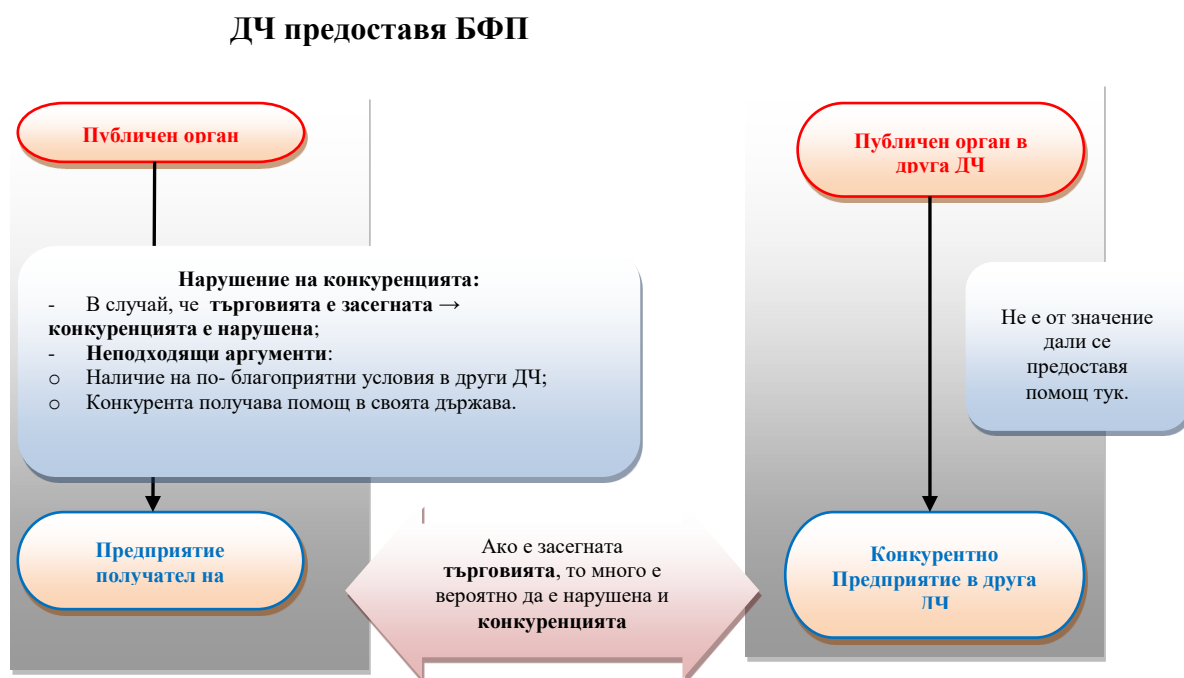 ДЧ предоставя БФП
Публичен орган
Публичен орган в
друга ДЧ
Нарушение на конкуренцията:
- В случай, че търговията е засегната →
конкуренцията е нарушена;
- Неподходящи аргументи:
o Наличие на по- благоприятни условия в други ДЧ;
o Конкурента получава помощ в своята държава.
Не е от значение
дали се
предоставя
помощ тук.
Предприятие
получател на
Ако е засегната
търговията, то много е
вероятно да е нарушена и
конкуренцията
Конкурентно
Предприятие в друга
ДЧ